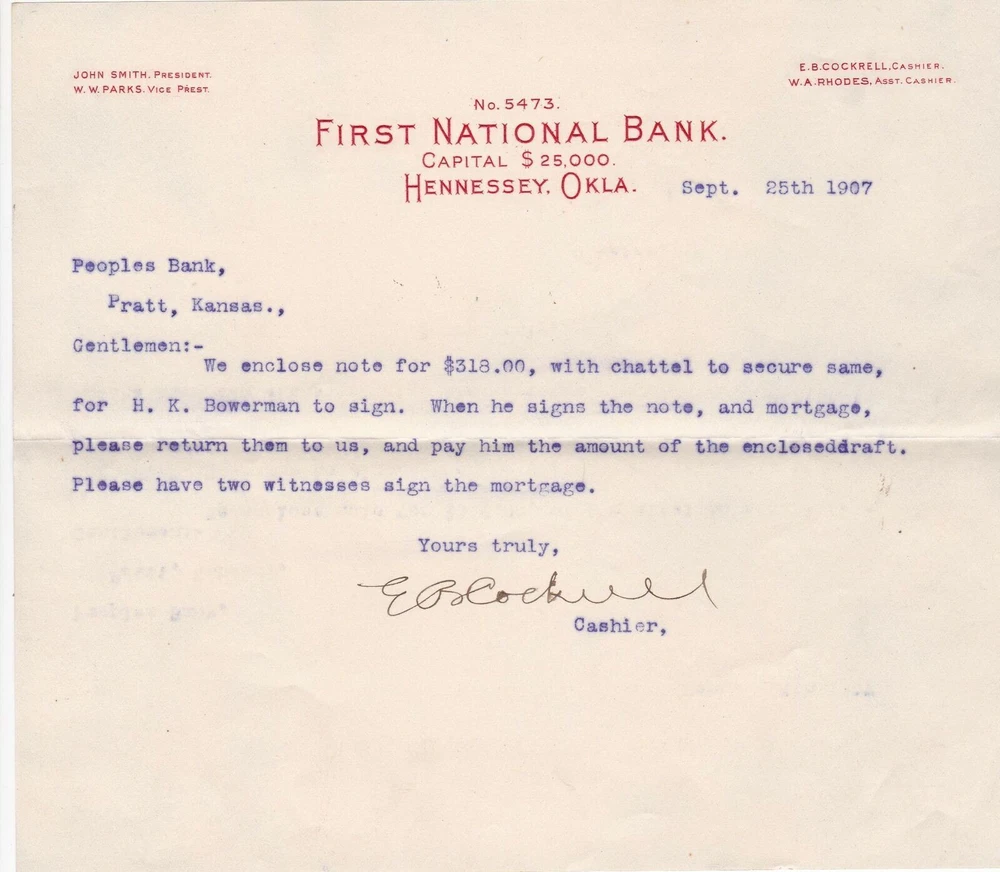 JOHN SMITH, PRESIDENT.
W. W. PARKS. VICE PREST.
E. B. COCKRELL, CASHIER.
W. A. RHODES, ASST. CASHIER.
No. 5473.
FIRST NATIONAL BANK.
CAPITAL $25,000.
HENNESSEY, OKLA.
Sept. 25th 1907
Peoples Bank,
Pratt, Kansas.,
Gentlemen:-
We enclose note for $318.00, with chattel to secure same,
for H. K. Bowerman to sign. When he signs the note, and mortgage,
please return them to us, and pay him the amount of the encloseddraft.
Please have two witnesses sign the mortgage.
Yours truly,
E B Cockrell
Cashier,